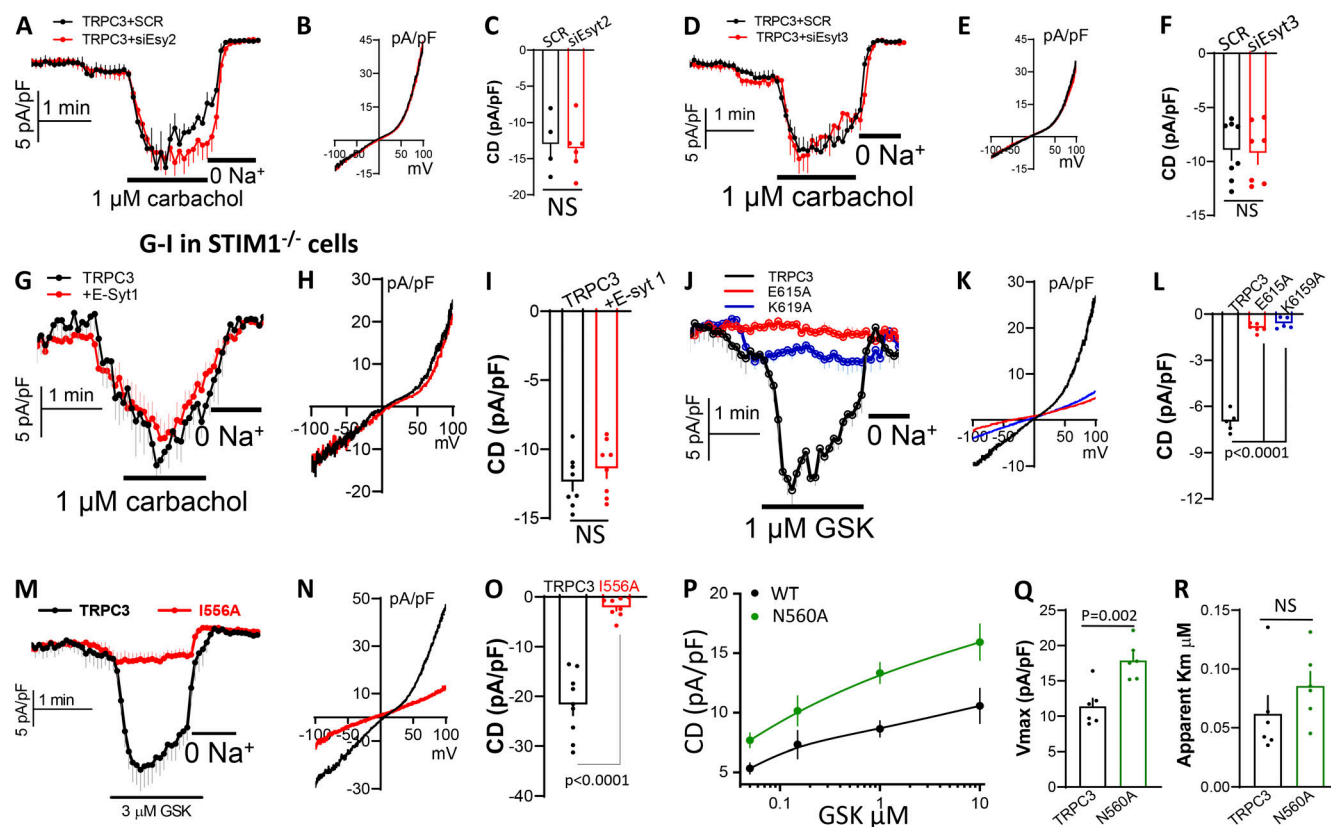 A
TRPC3+SCR
TRPC3+siEsy2
5 pA/pF
1 min
0 Na+
1 μM carbachol
B
pA/pF
45
30
15
-100
-50
50
100
mV
-15
C
SCR
siEsyt2
CD (pA/pF)
0
-5
-10
-15
-20
NS
D
TRPC3+SCR
TRPC3+siEsyt3
5 pA/pF
1 min
0 Na+
1 μM carbachol
E
pA/pF
45
30
15
-100
-50
50
100
mV
-15
F
SCR
siEsyt3
CD (pA/pF)
0
-5
-10
-15
NS
G-I in STIM1-/- cells
G
TRPC3
+E-Syt1
5 pA/pF
1 min
0 Na+
1 μM carbachol
H
pA/pF
30
20
10
-100
-50
50
100
mV
-10
-20
I
TRPC3
+E-syt 1
CD (pA/pF)
0
-5
-10
-15
NS
J
TRPC3
E615A
K619A
5 pA/pF
1 min
0 Na+
1 μM GSK
K
pA/pF
30
20
10
-100
-50
50
100
mV
-10
L
TRPC3
E615A
K6159A
CD (pA/pF)
0
-3
-6
-9
-12
p<0.0001
M
TRPC3
I556A
5 pA/pF
1 min
0 Na+
3 μM GSK
N
pA/pF
50
30
10
-100
-50
50
100
mV
-10
-30
O
TRPC3
I556A
CD (pA/pF)
0
-10
-20
-30
-40
p<0.0001
P
WT
N560A
CD (pA/pF)
20
15
10
5
0.1
1
10
GSK μM
Q
P=0.002
Vmax (pA/pF)
25
20
15
10
5
0
TRPC3
N560A
R
NS
Apparent Km μM
0.15
0.10
0.05
0.00
TRPC3
N560A